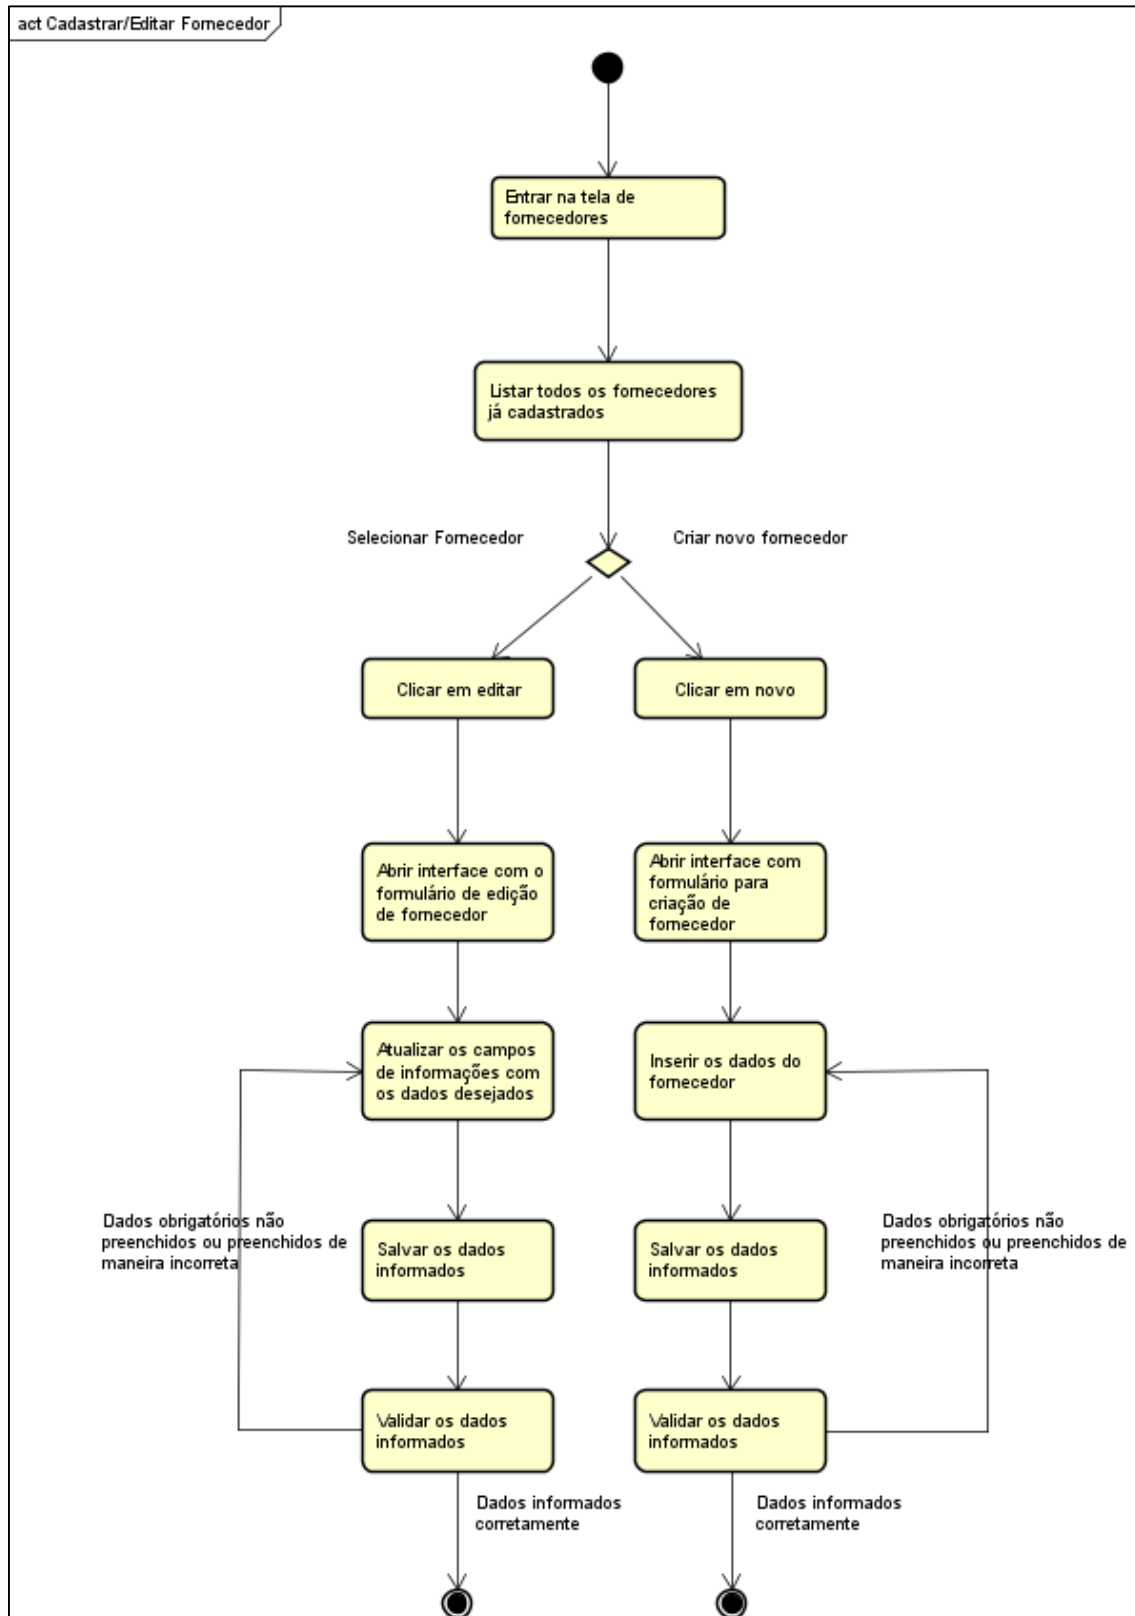 act Cadastrar/Editar Fornecedor
Entrar na tela de
fornecedores
Listar todos os fornecedores
já cadastrados
Selecionar Fornecedor
Criar novo fornecedor
Clicar em editar
Clicar em novo
Abrir interface com o
formulário de edição
de fornecedor
Abrir interface com
formulário para
criação de
fornecedor
Atualizar os campos
de informações com
os dados desejados
Inserir os dados do
fornecedor
Dados obrigatórios não
preenchidos ou preenchidos de
maneira incorreta
Salvar os dados
informados
Salvar os dados
informados
Dados obrigatórios não
preenchidos ou preenchidos de
maneira incorreta
Validar os dados
informados
Validar os dados
informados
Dados informados
corretamente
Dados informados
corretamente